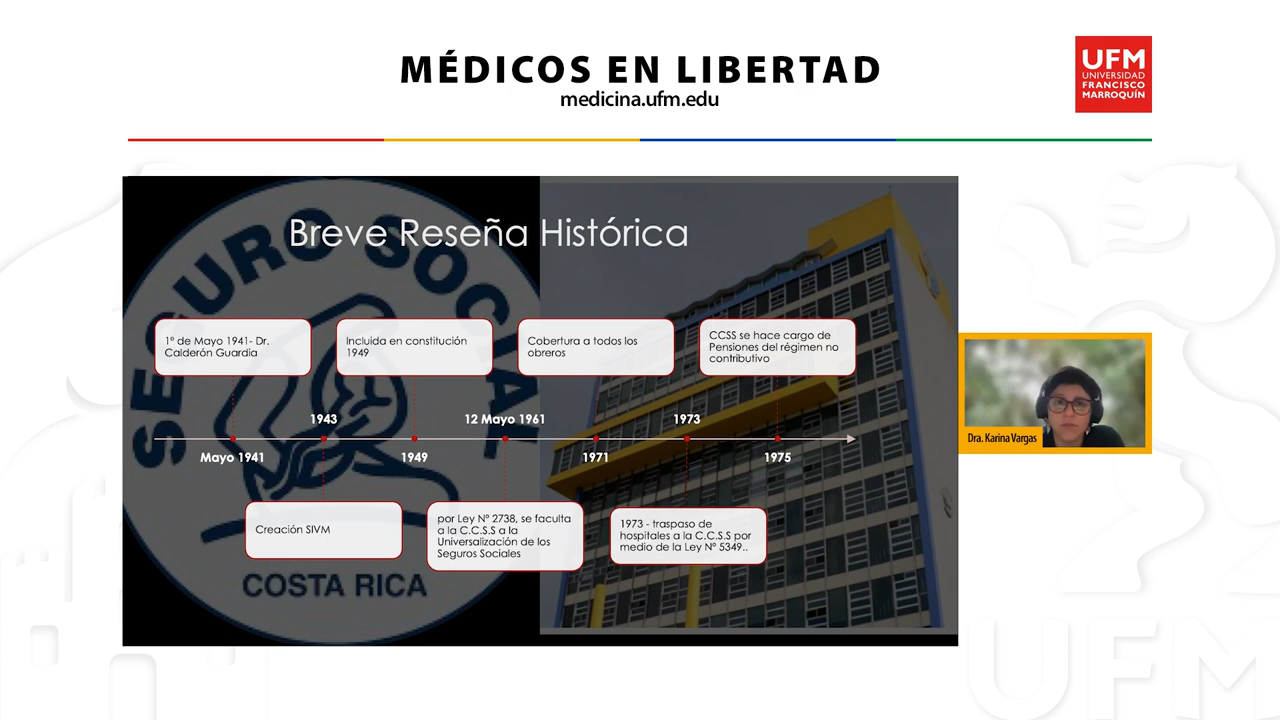 MÉDICOS EN LIBERTAD
medicina.ufm.edu
UFM
UNIVERSIDAD
FRANCISCO
MARROQUÍN
Breve Reseña Histórica
SEGURO SOCIAL
COSTA RICA
1º de Mayo 1941- Dr.
Calderón Guardia
Incluida en constitución
1949
Cobertura a todos los
obreros
CCSS se hace cargo de
Pensiones del régimen no
contributivo
1943
12 Mayo 1961
1973
Mayo 1941
1949
1971
1975
Creación SIVM
por Ley Nº 2738, se faculta
a la C.C.S.S a la
Universalización de los
Seguros Sociales
1973 - traspaso de
hospitales a la C.C.S.S por
medio de la Ley Nº 5349..
Dra. Karina Vargas
UFM